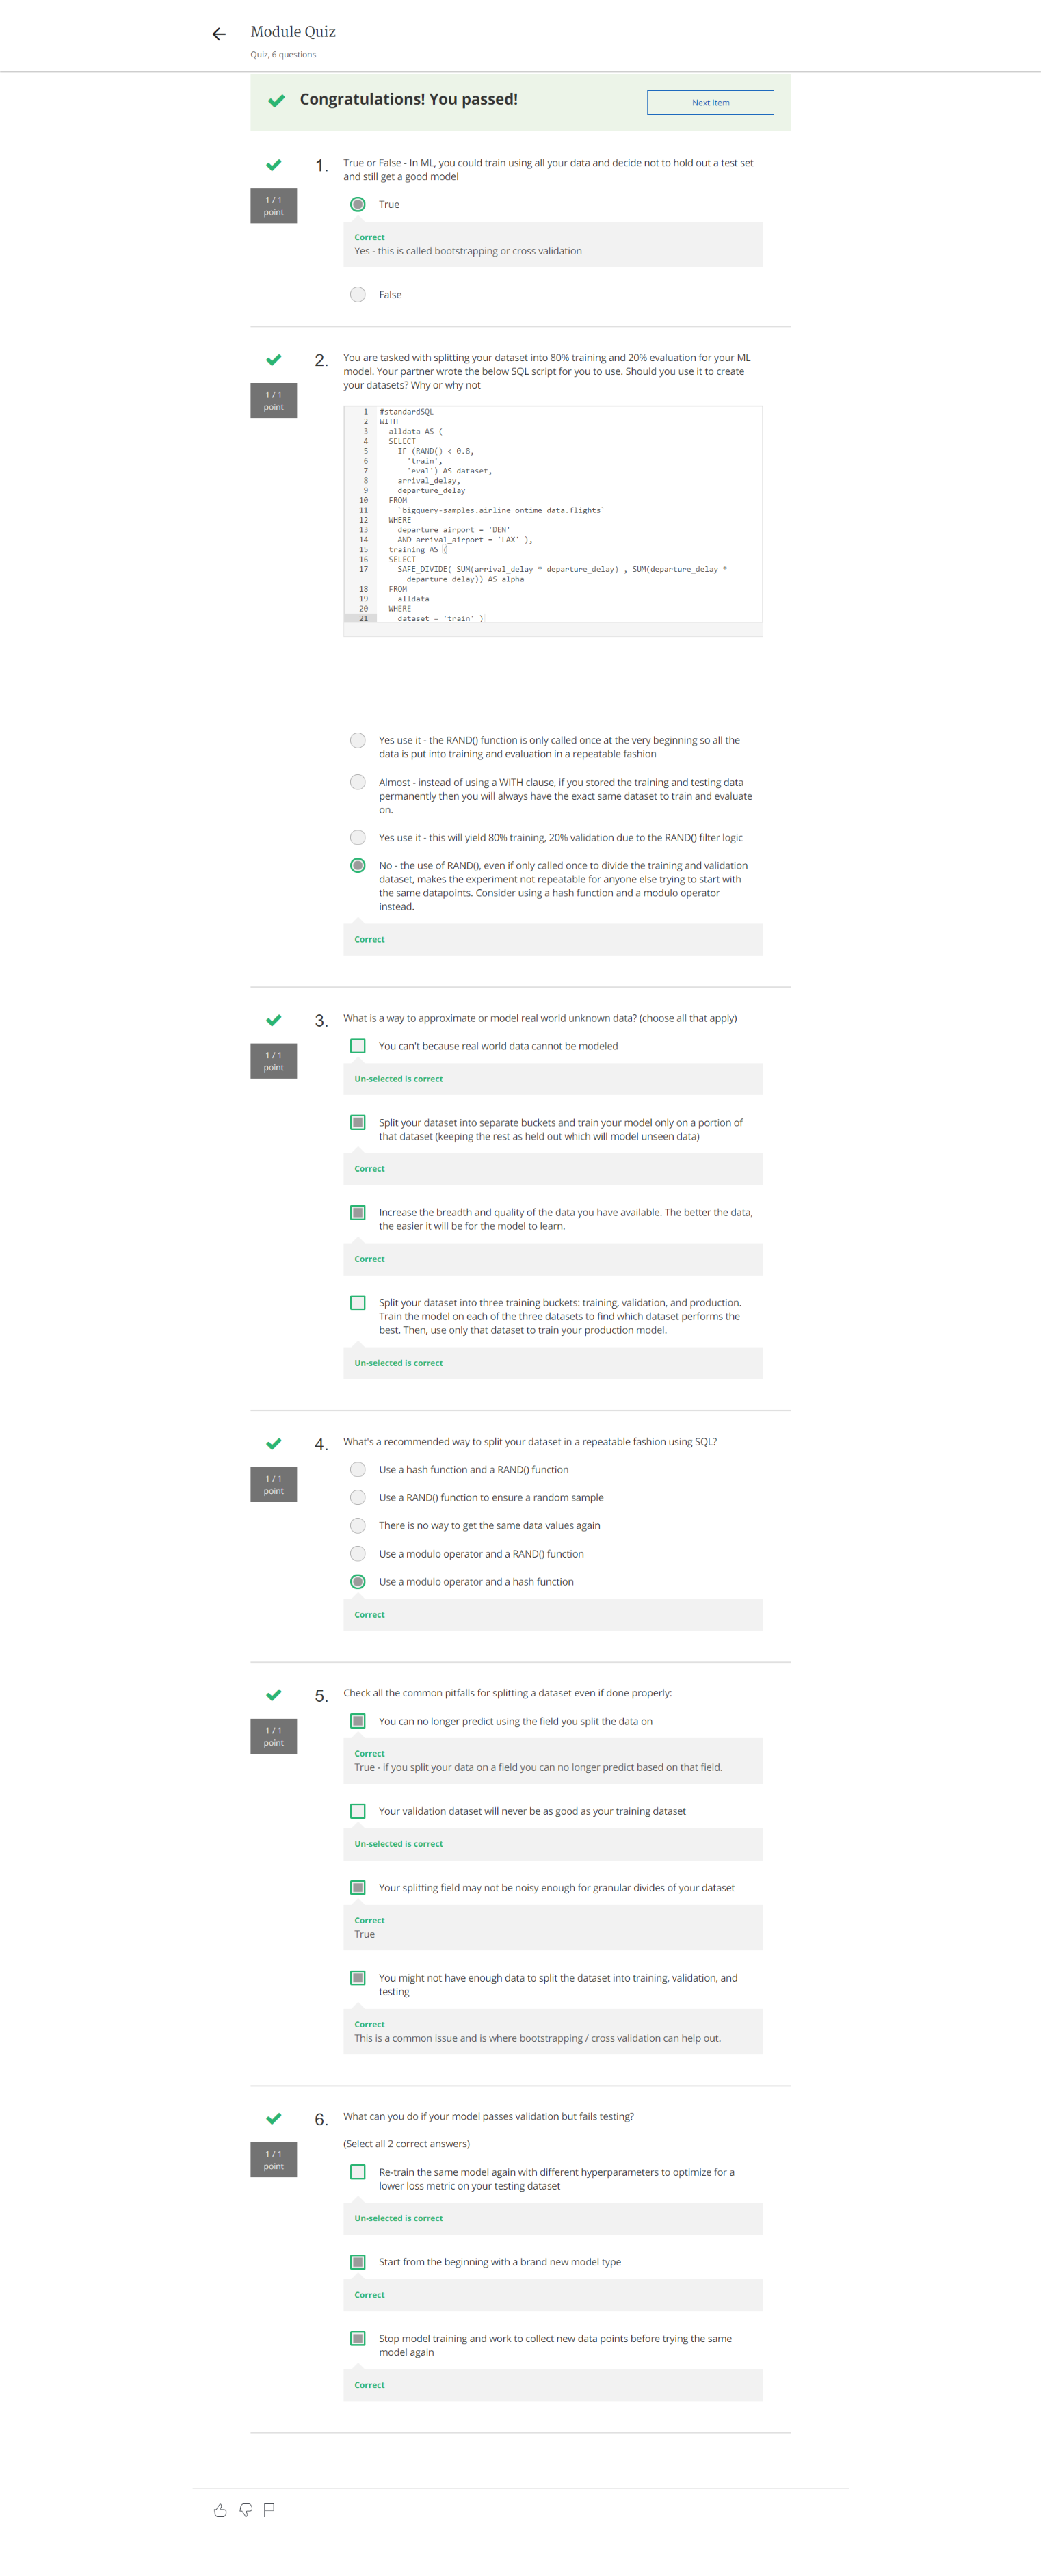 Module Quiz
Quiz, 6 questions
Congratulations! You passed!
Next Item
1 / 1
point
1.
True or False - In ML, you could train using all your data and decide not to hold out a test set
and still get a good model
True
Correct
Yes - this is called bootstrapping or cross validation
False
1 / 1
point
2.
You are tasked with splitting your dataset into 80% training and 20% evaluation for your ML
model. Your partner wrote the below SQL script for you to use. Should you use it to create
your datasets? Why or why not
1 #standardSQL
2 WITH
3 alldata AS (
4 SELECT
5 IF (RAND() < 0.8,
6 'train',
7 'eval') AS dataset,
8 arrival_delay,
9 departure_delay
10 FROM
11 `bigquery-samples.airline_ontime_data.flights`
12 WHERE
13 departure_airport = 'DEN'
14 AND arrival_airport = 'LAX' ),
15 training AS (
16 SELECT
17 SAFE_DIVIDE( SUM(arrival_delay * departure_delay) , SUM(departure_delay *
departure_delay)) AS alpha
18 FROM
19 alldata
20 WHERE
21 dataset = 'train' )
Yes use it - the RAND() function is only called once at the very beginning so all the
data is put into training and evaluation in a repeatable fashion
Almost - instead of using a WITH clause, if you stored the training and testing data
permanently then you will always have the exact same dataset to train and evaluate
on.
Yes use it - this will yield 80% training, 20% validation due to the RAND() filter logic
No - the use of RAND(), even if only called once to divide the training and validation
dataset, makes the experiment not repeatable for anyone else trying to start with
the same datapoints. Consider using a hash function and a modulo operator
instead.
Correct
1 / 1
point
3.
What is a way to approximate or model real world unknown data? (choose all that apply)
You can't because real world data cannot be modeled
Un-selected is correct
Split your dataset into separate buckets and train your model only on a portion of
that dataset (keeping the rest as held out which will model unseen data)
Correct
Increase the breadth and quality of the data you have available. The better the data,
the easier it will be for the model to learn.
Correct
Split your dataset into three training buckets: training, validation, and production.
Train the model on each of the three datasets to find which dataset performs the
best. Then, use only that dataset to train your production model.
Un-selected is correct
1 / 1
point
4.
What's a recommended way to split your dataset in a repeatable fashion using SQL?
Use a hash function and a RAND() function
Use a RAND() function to ensure a random sample
There is no way to get the same data values again
Use a modulo operator and a RAND() function
Use a modulo operator and a hash function
Correct
1 / 1
point
5.
Check all the common pitfalls for splitting a dataset even if done properly:
You can no longer predict using the field you split the data on
Correct
True - if you split your data on a field you can no longer predict based on that field.
Your validation dataset will never be as good as your training dataset
Un-selected is correct
Your splitting field may not be noisy enough for granular divides of your dataset
Correct
True
You might not have enough data to split the dataset into training, validation, and
testing
Correct
This is a common issue and is where bootstrapping / cross validation can help out.
1 / 1
point
6.
What can you do if your model passes validation but fails testing?
(Select all 2 correct answers)
Re-train the same model again with different hyperparameters to optimize for a
lower loss metric on your testing dataset
Un-selected is correct
Start from the beginning with a brand new model type
Correct
Stop model training and work to collect new data points before trying the same
model again
Correct